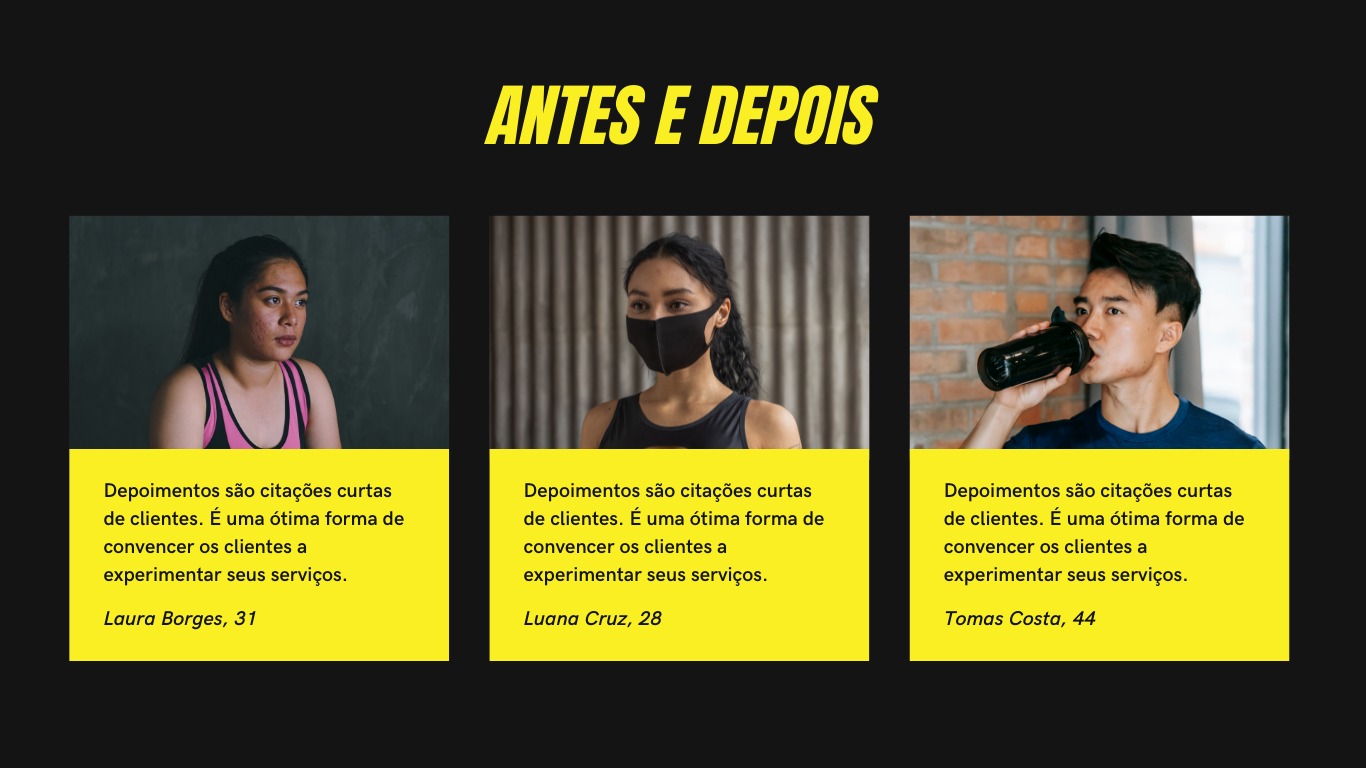 ANTES E DEPOIS
Depoimentos são citações curtas
de clientes. É uma ótima forma de
convencer os clientes a
experimentar seus serviços.
Laura Borges, 31
Depoimentos são citações curtas
de clientes. É uma ótima forma de
convencer os clientes a
experimentar seus serviços.
Luana Cruz, 28
Depoimentos são citações curtas
de clientes. É uma ótima forma de
convencer os clientes a
experimentar seus serviços.
Tomas Costa, 44